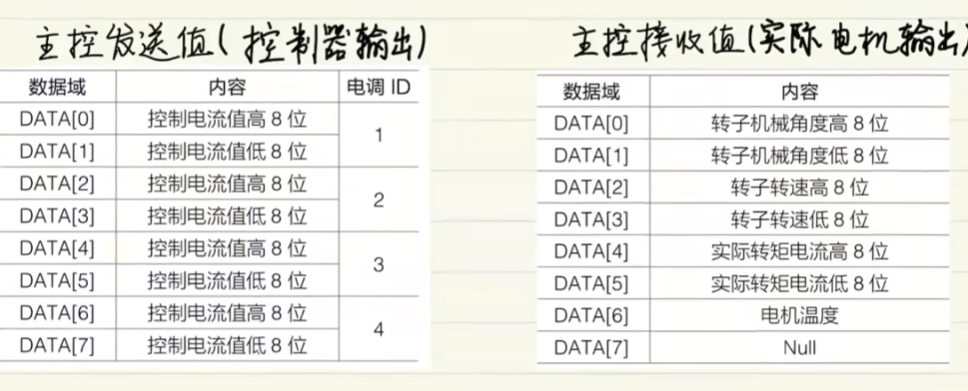 主控发送值(控制器输出)
数据域 内容 电调 ID
DATA[0] 控制电流值高 8 位 1
DATA[1] 控制电流值低 8 位
DATA[2] 控制电流值高 8 位 2
DATA[3] 控制电流值低 8 位
DATA[4] 控制电流值高 8 位 3
DATA[5] 控制电流值低 8 位
DATA[6] 控制电流值高 8 位 4
DATA[7] 控制电流值低 8 位
主控接收值(实际电机输出)
数据域 内容
DATA[0] 转子机械角度高 8 位
DATA[1] 转子机械角度低 8 位
DATA[2] 转子转速高 8 位
DATA[3] 转子转速低 8 位
DATA[4] 实际转矩电流高 8 位
DATA[5] 实际转矩电流低 8 位
DATA[6] 电机温度
DATA[7] Null